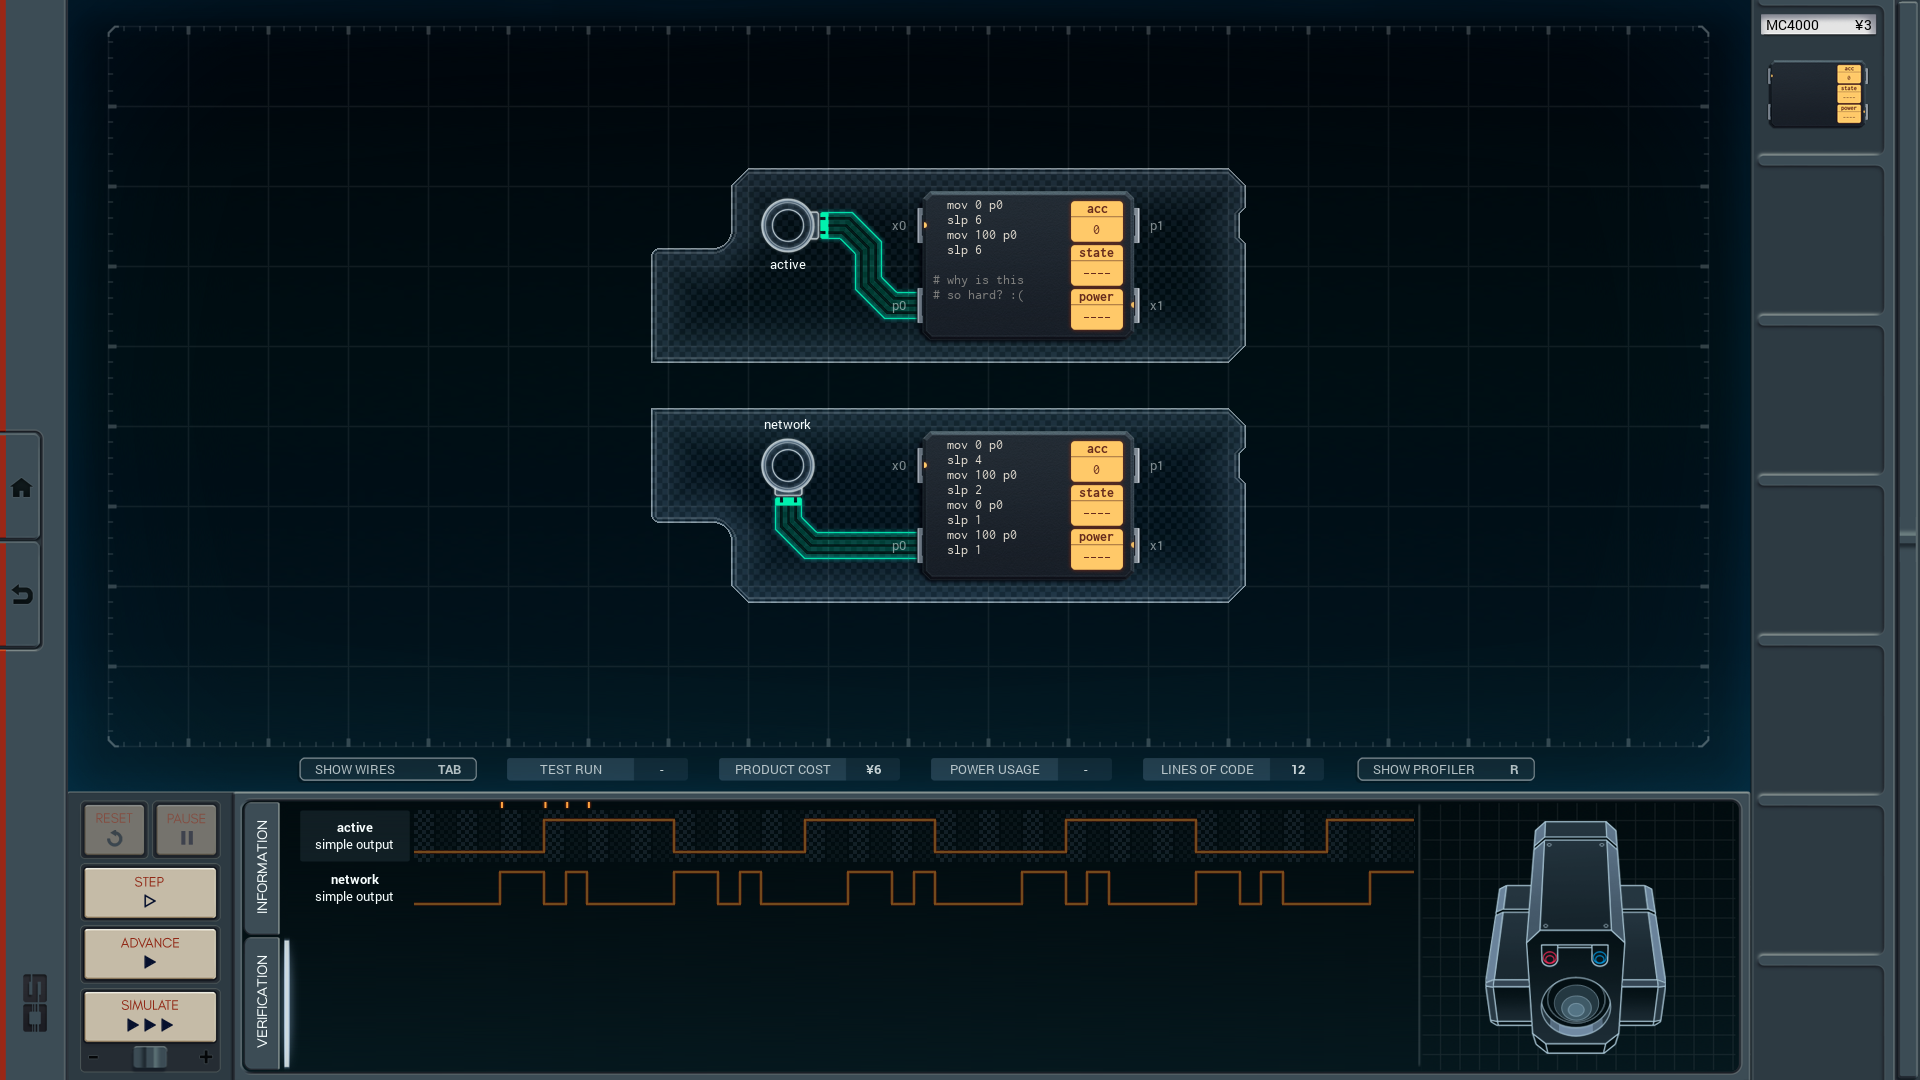 MC4000 ¥3
acc
0
state
----
power
----
mov 0 p0
slp 6
mov 100 p0
slp 6
# why is this
# so hard? :(
x0
p0
acc
0
state
----
power
----
p1
x1
active
network
mov 0 p0
slp 4
mov 100 p0
slp 2
mov 0 p0
slp 1
mov 100 p0
slp 1
x0
p0
acc
0
state
----
power
----
p1
x1
SHOW WIRES TAB
TEST RUN -
PRODUCT COST ¥6
POWER USAGE -
LINES OF CODE 12
SHOW PROFILER R
RESET
PAUSE
STEP
ADVANCE
SIMULATE
- +
INFORMATION
VERIFICATION
active
simple output
network
simple output